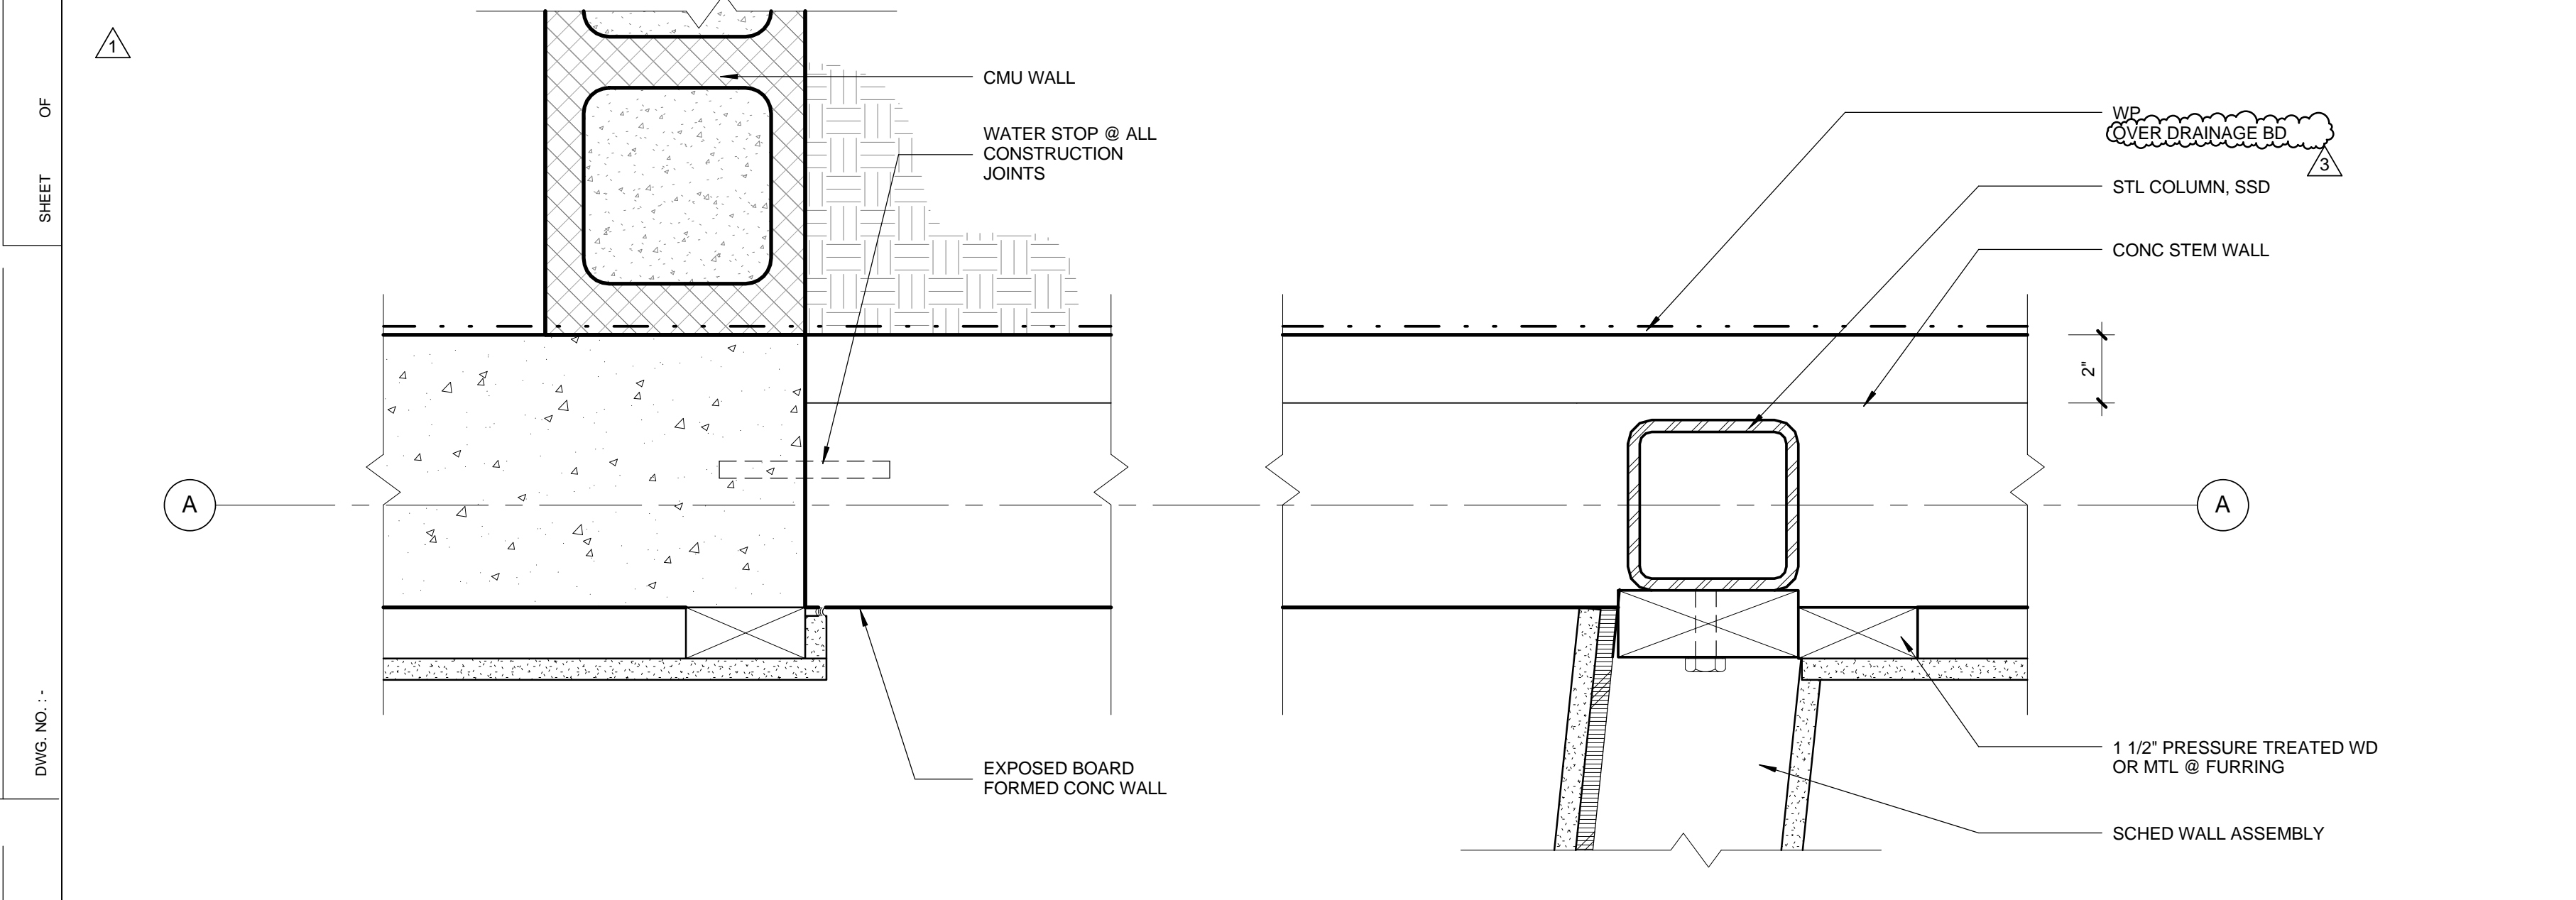 1
SHEET OF
DWG. NO. : -
CMU WALL
WATER STOP @ ALL
CONSTRUCTION
JOINTS
A
EXPOSED BOARD
FORMED CONC WALL
WP
OVER DRAINAGE BD
3
STL COLUMN, SSD
CONC STEM WALL
2"
A
1 1/2" PRESSURE TREATED WD
OR MTL @ FURRING
SCHED WALL ASSEMBLY